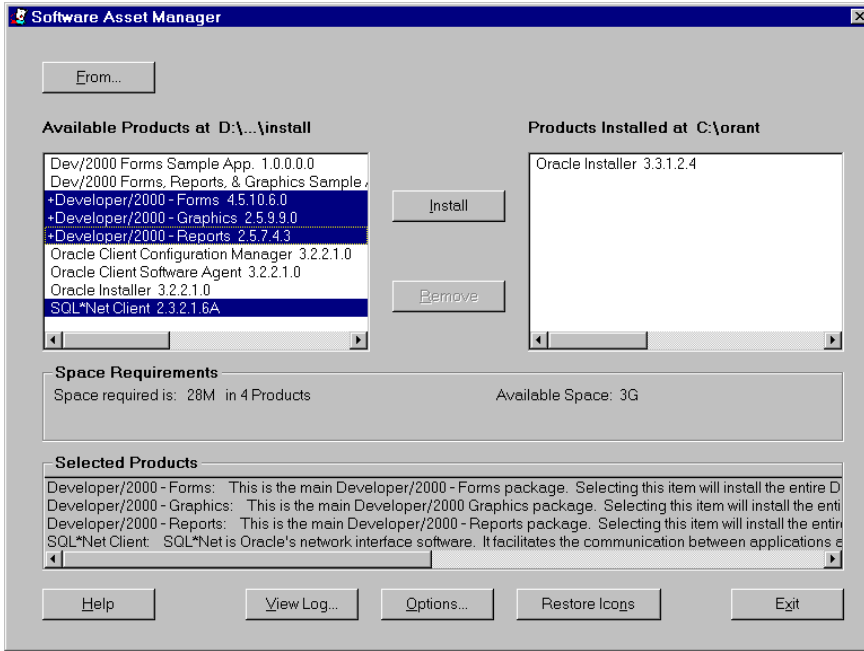 Software Asset Manager
From...
Available Products at D:\...\install
Products Installed at C:\orant
Dev/2000 Forms Sample App. 1.0.0.0.0
Dev/2000 Forms, Reports, & Graphics Sample
+Developer/2000 - Forms 4.5.10.6.0
+Developer/2000 - Graphics 2.5.9.9.0
+Developer/2000 - Reports 2.5.7.4.3
Oracle Client Configuration Manager 3.2.2.1.0
Oracle Client Software Agent 3.2.2.1.0
Oracle Installer 3.2.2.1.0
SQL*Net Client 2.3.2.1.6A
Install
Remove
Oracle Installer 3.3.1.2.4
Space Requirements
Space required is: 28M in 4 Products
Available Space: 3G
Selected Products
Developer/2000 - Forms: This is the main Developer/2000 - Forms package. Selecting this item will install the entire D
Developer/2000 - Graphics: This is the main Developer/2000 Graphics package. Selecting this item will install the enti
Developer/2000 - Reports: This is the main Developer/2000 - Reports package. Selecting this item will install the entire
SQL*Net Client: SQL*Net is Oracle's network interface software. It facilitates the communication between applications
Help
View Log...
Options...
Restore Icons
Exit